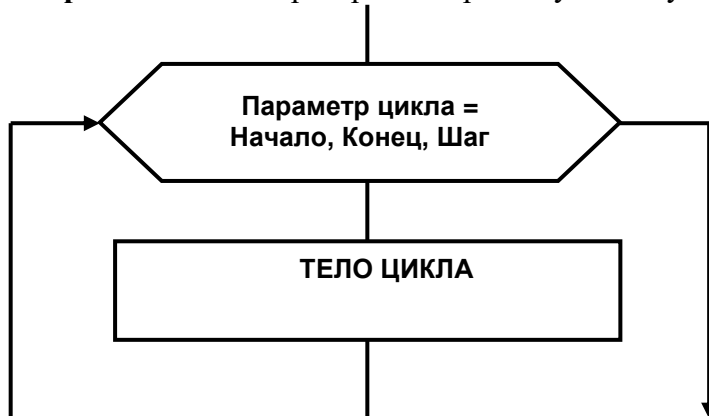 Параметр цикла =
Начало, Конец, Шаг
ТЕЛО ЦИКЛА